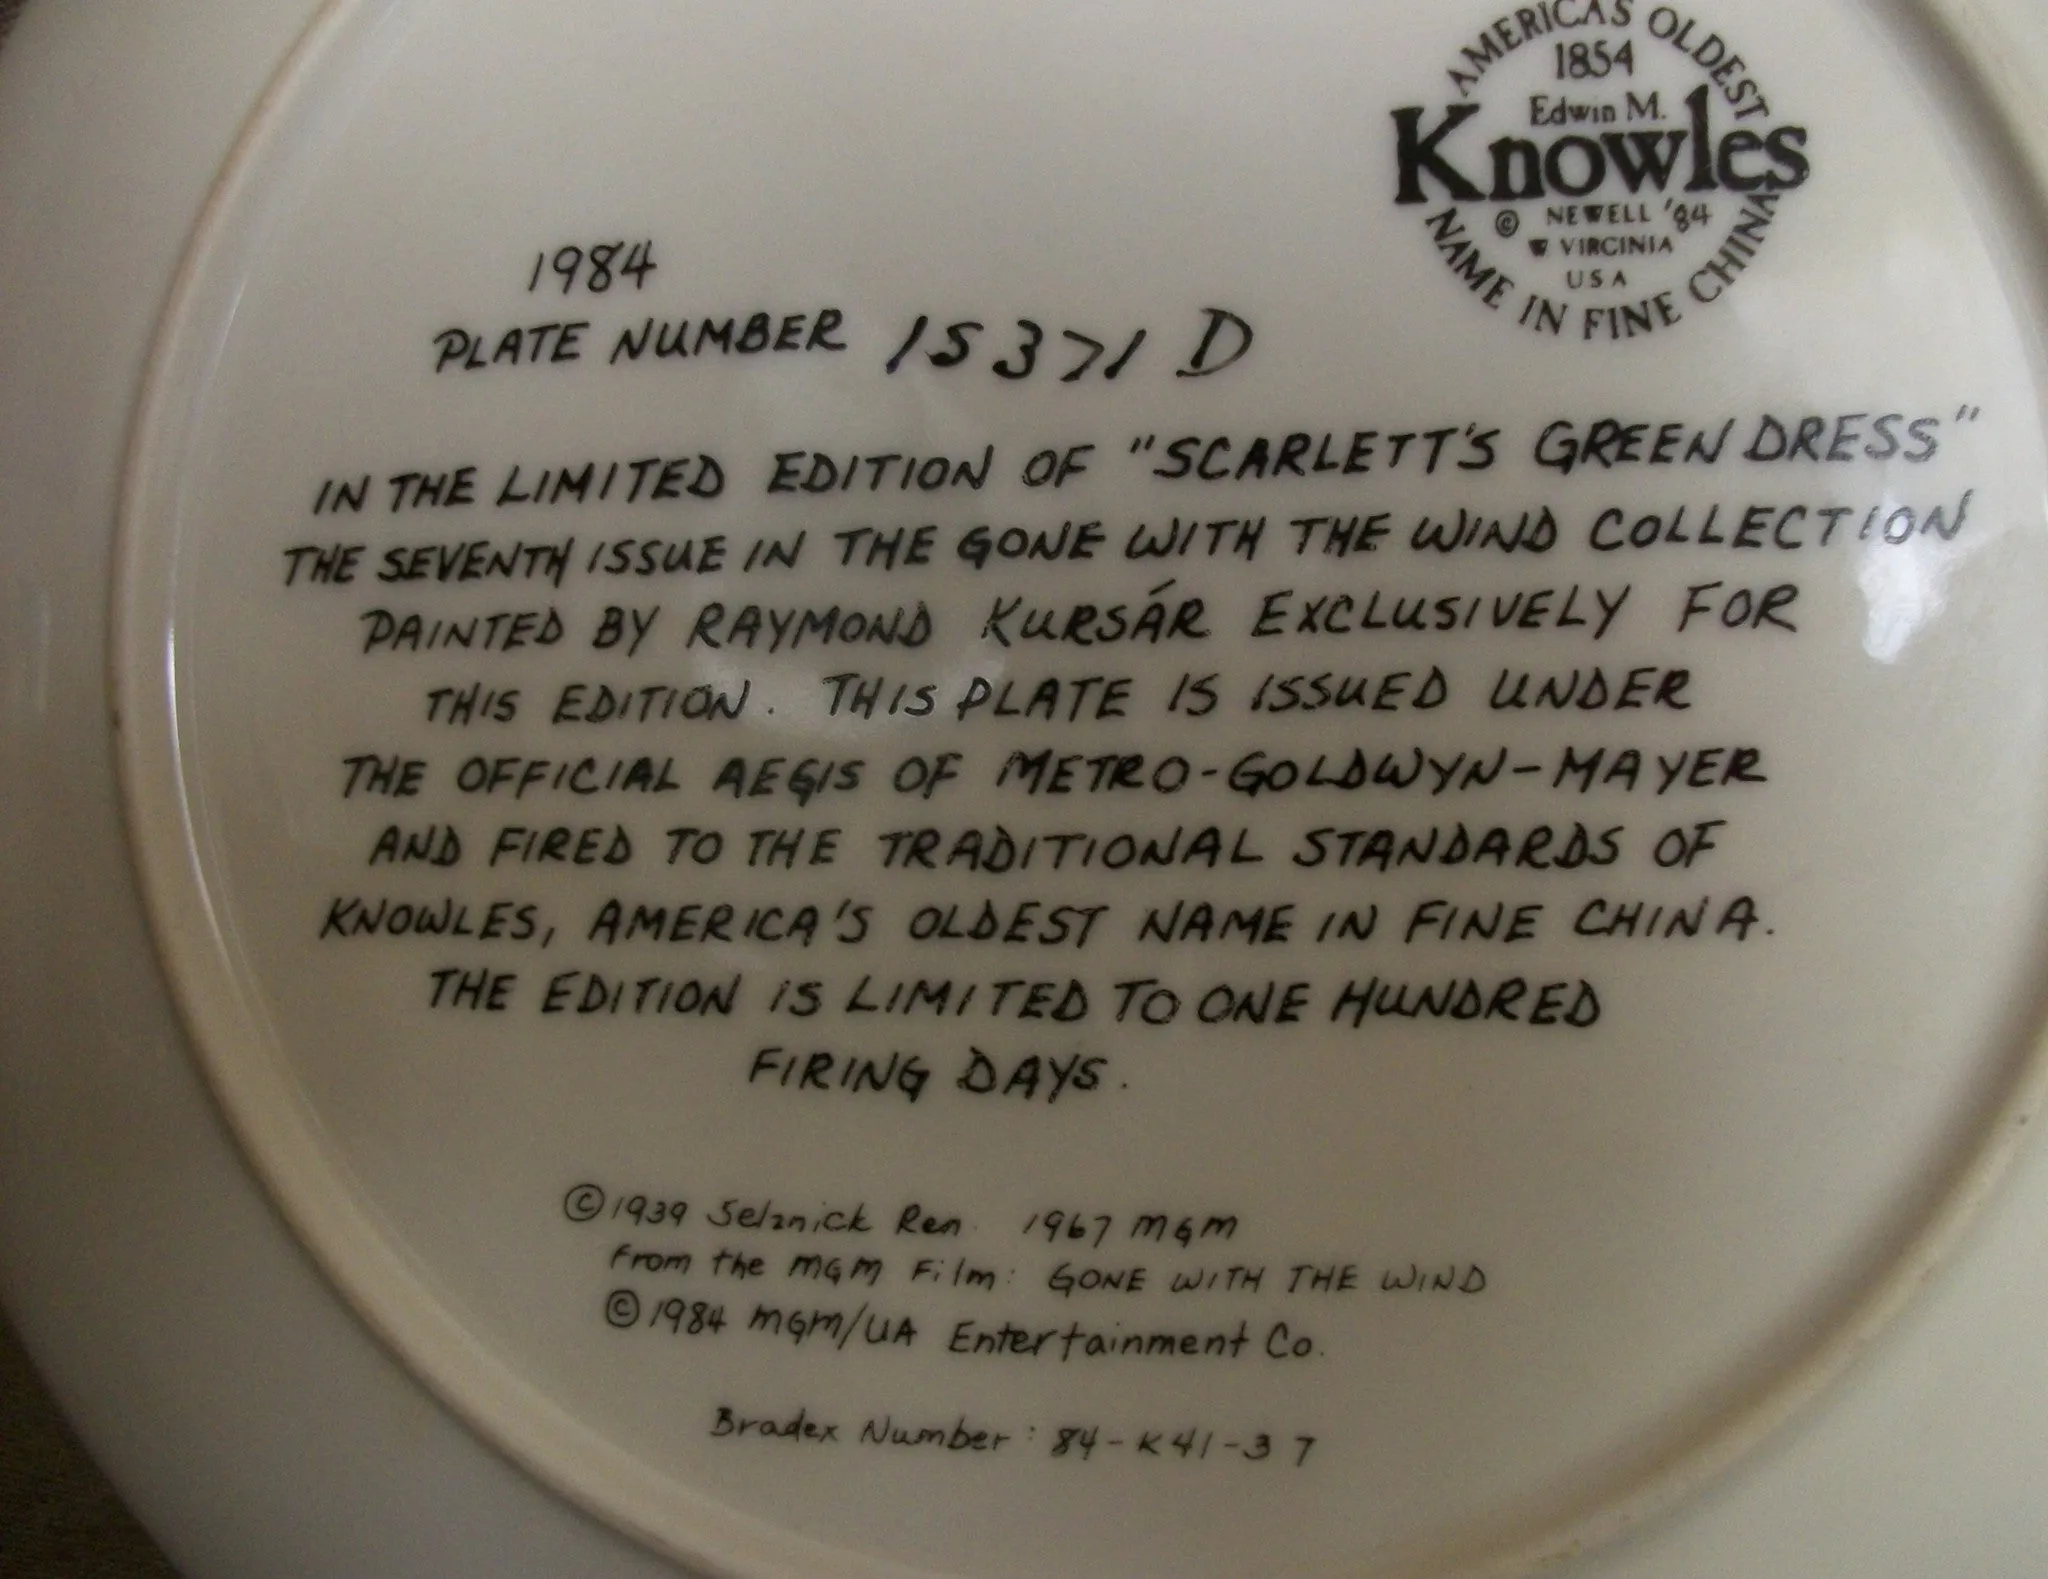 AMERICAS OLDEST
1854
Edwin M.
Knowles
© NEWELL '84
W VIRGINIA
USA
NAME IN FINE CHINA
1984
PLATE NUMBER 15371 D
IN THE LIMITED EDITION OF "SCARLETT'S GREEN DRESS"
THE SEVENTH ISSUE IN THE GONE WITH THE WIND COLLECTION
PAINTED BY RAYMOND KURSÁR EXCLUSIVELY FOR
THIS EDITION. THIS PLATE IS ISSUED UNDER
THE OFFICIAL AEGIS OF METRO-GOLDWYN-MAYER
AND FIRED TO THE TRADITIONAL STANDARDS OF
KNOWLES, AMERICA'S OLDEST NAME IN FINE CHINA.
THE EDITION IS LIMITED TO ONE HUNDRED
FIRING DAYS.
© 1939 Selznick Ren. 1967 MGM
From the MGM Film: GONE WITH THE WIND
© 1984 MGM/UA Entertainment Co.
Bradex Number: 84-K41-37